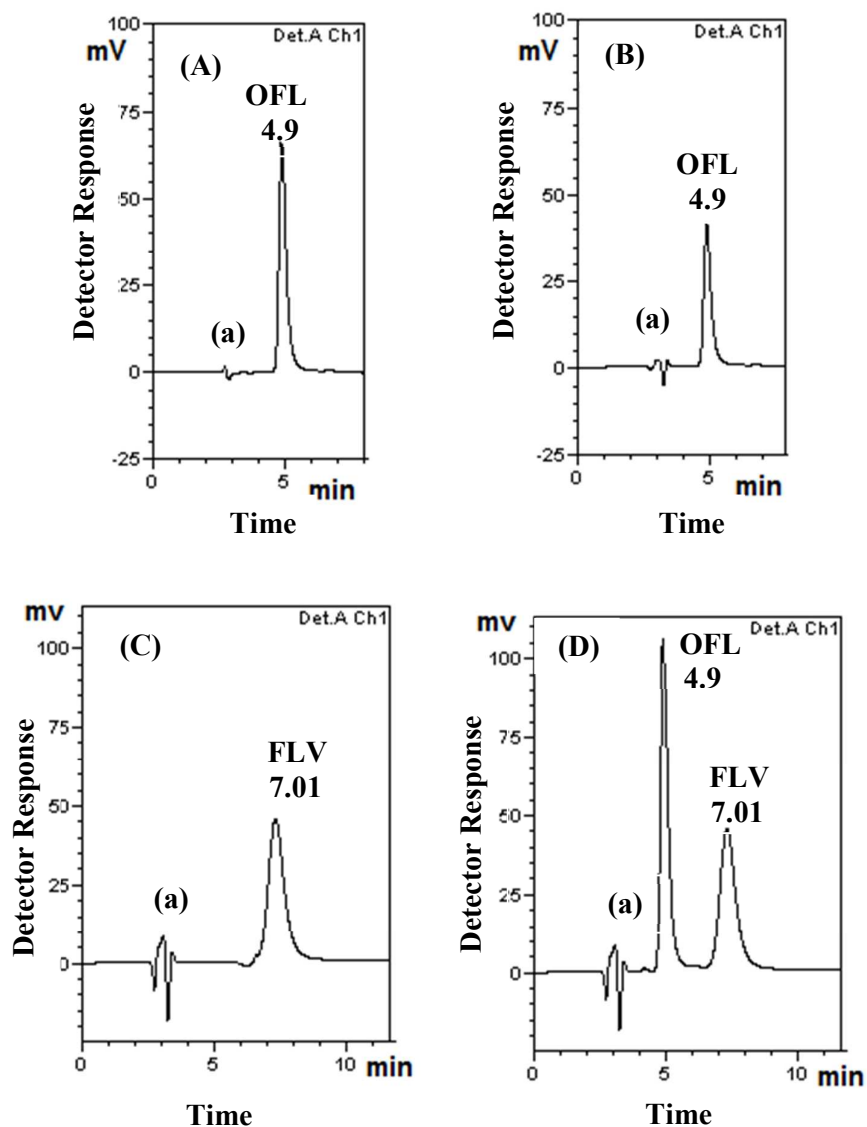 100
mV
Det.A Ch1
(A)
OFL
4.9
75
50
25
(a)
0
-25
0
5
min
Detector Response
Time
100
mV
Det.A Ch1
(B)
75
OFL
4.9
50
25
(a)
0
-25
0
5
min
Detector Response
Time
mV
Det.A Ch1
100
(C)
75
FLV
7.01
50
25
(a)
0
0
5
10
min
Detector Response
Time
mV
Det.A Ch1
100
(D)
OFL
4.9
75
FLV
7.01
50
25
(a)
0
0
5
10
min
Detector Response
Time